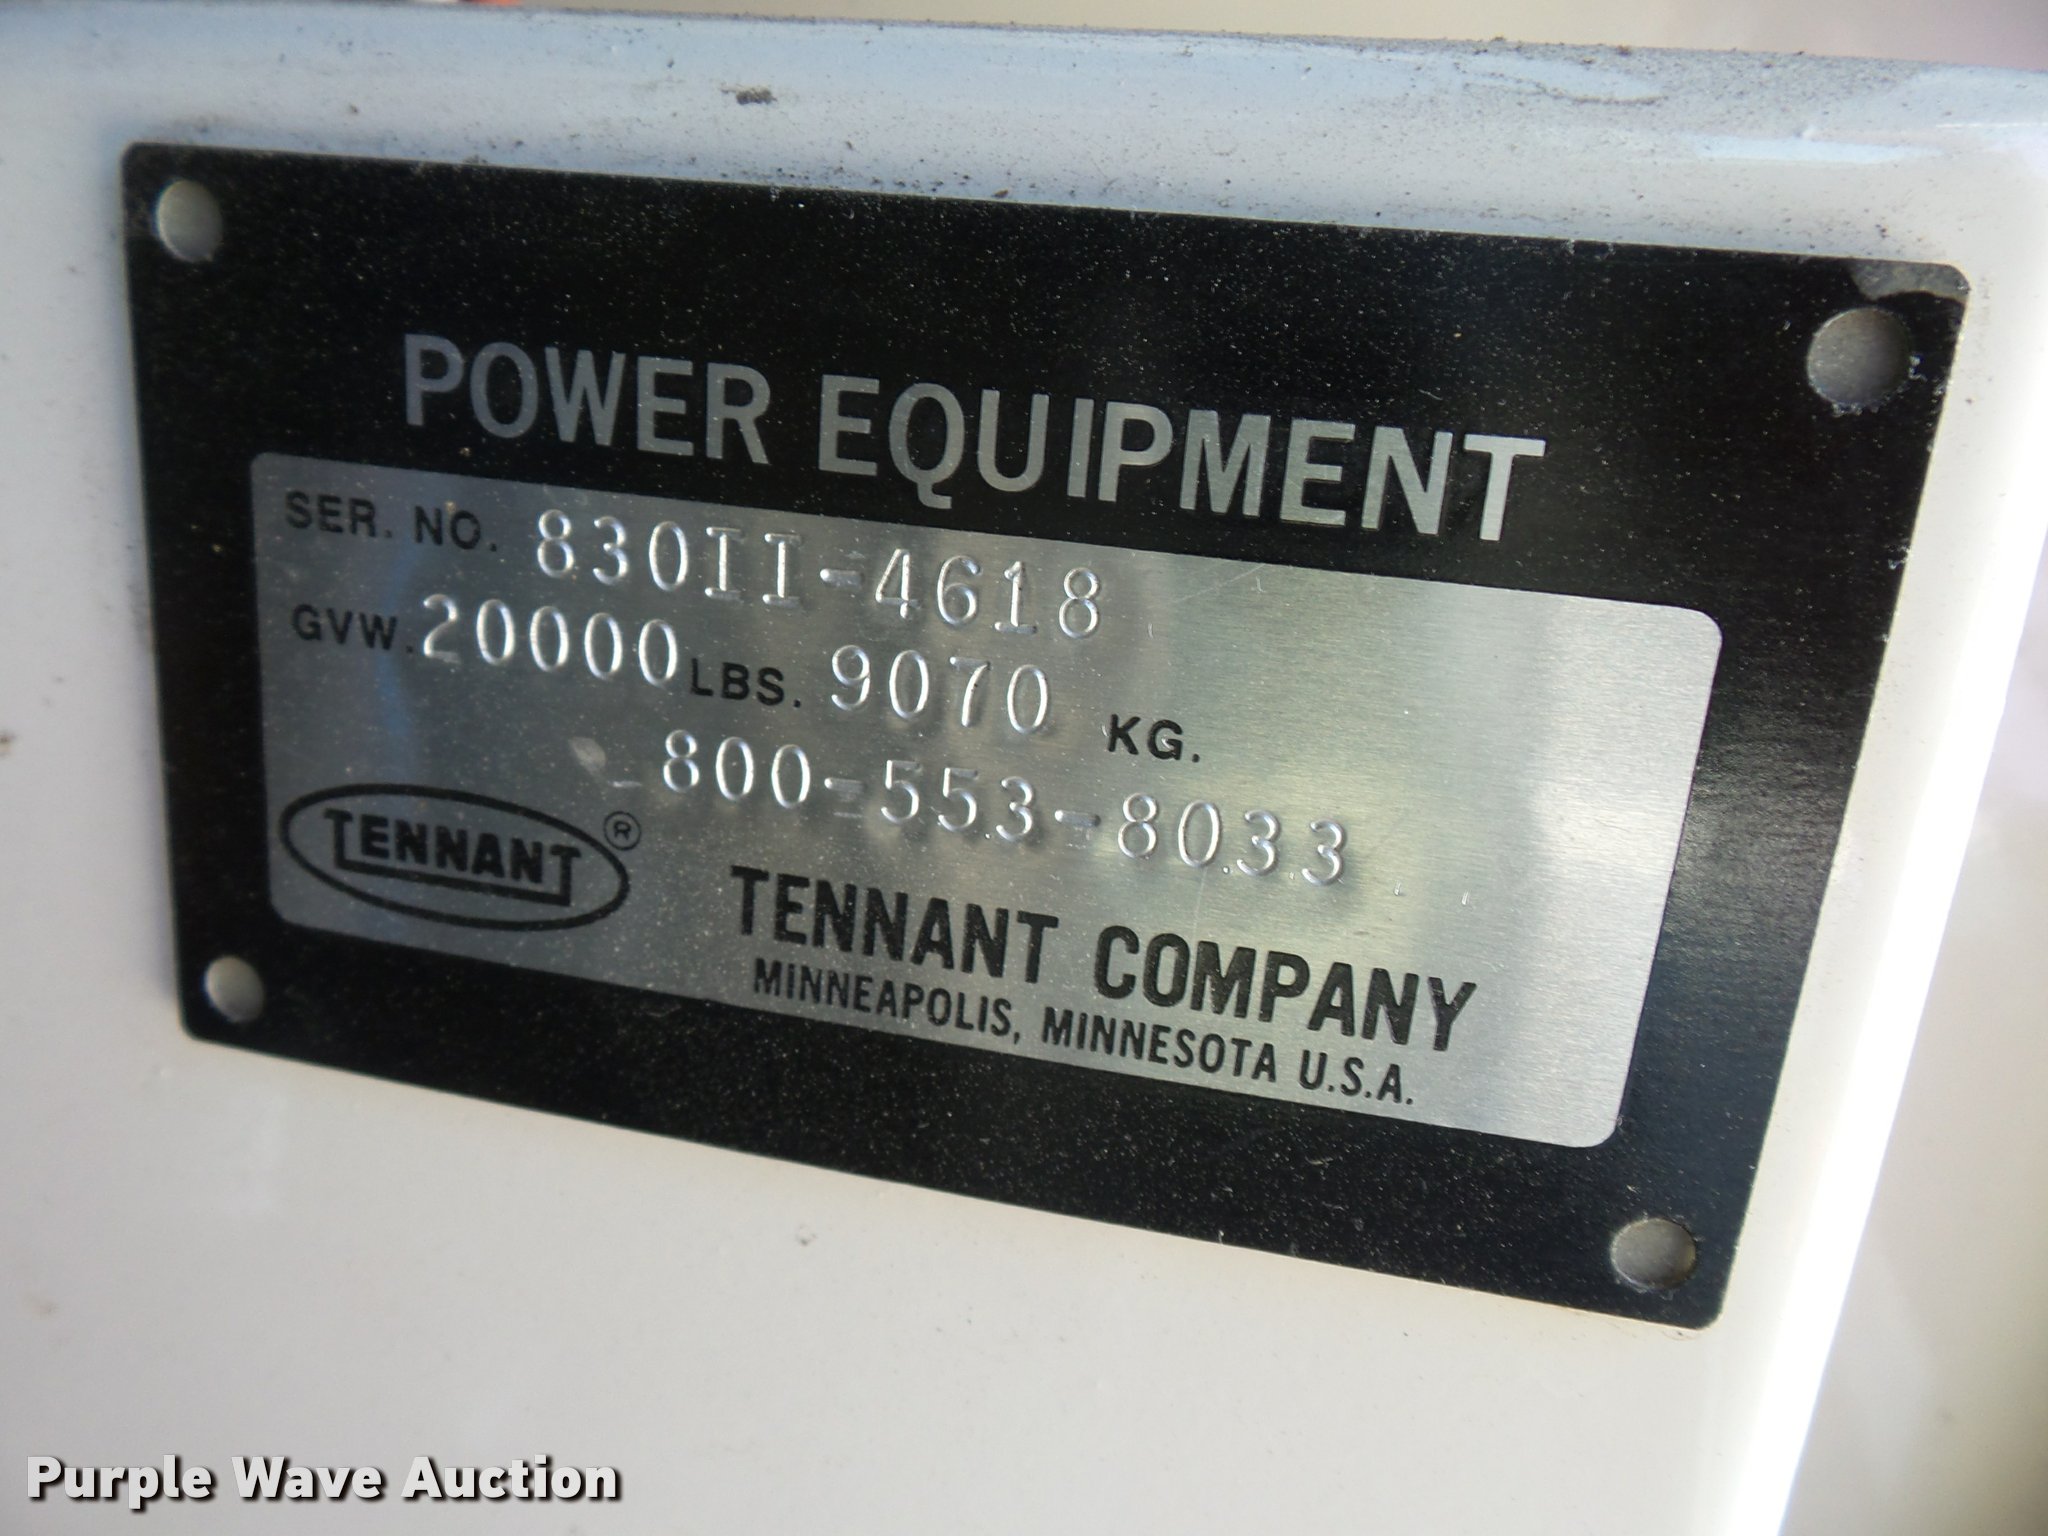 POWER EQUIPMENT
SER. NO. 830II-4618
GVW. 20000 LBS. 9070 KG.
800-553-8033
TENNANT ®
TENNANT COMPANY
MINNEAPOLIS, MINNESOTA U.S.A.
Purple Wave Auction